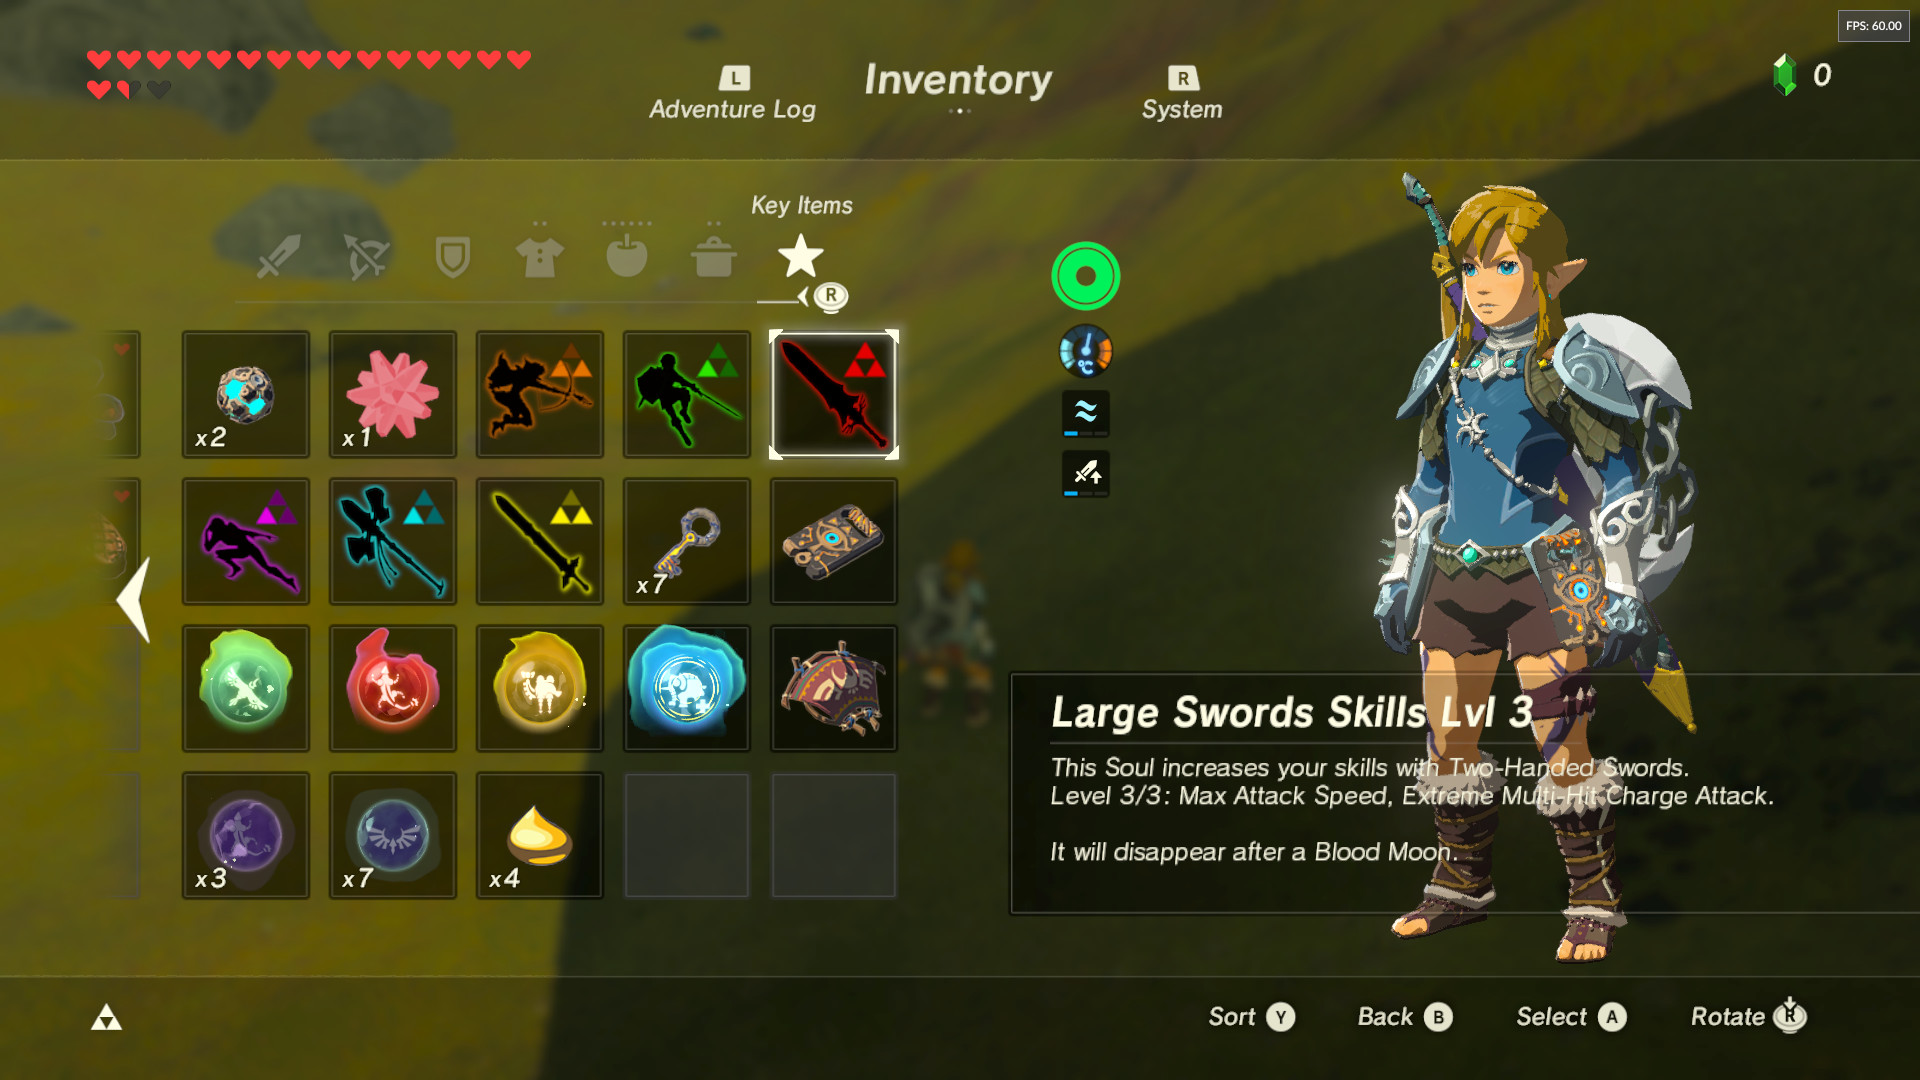 FPS: 60.00
L
Inventory
R
0
Adventure Log
System
Key Items
R
°C
x2
x1
x7
Large Swords Skills Lvl 3
This Soul increases your skills with Two-Handed Swords.
Level 3/3: Max Attack Speed, Extreme Multi-Hit Charge Attack.
It will disappear after a Blood Moon.
x3
x7
x4
Sort Y
Back B
Select A
Rotate R